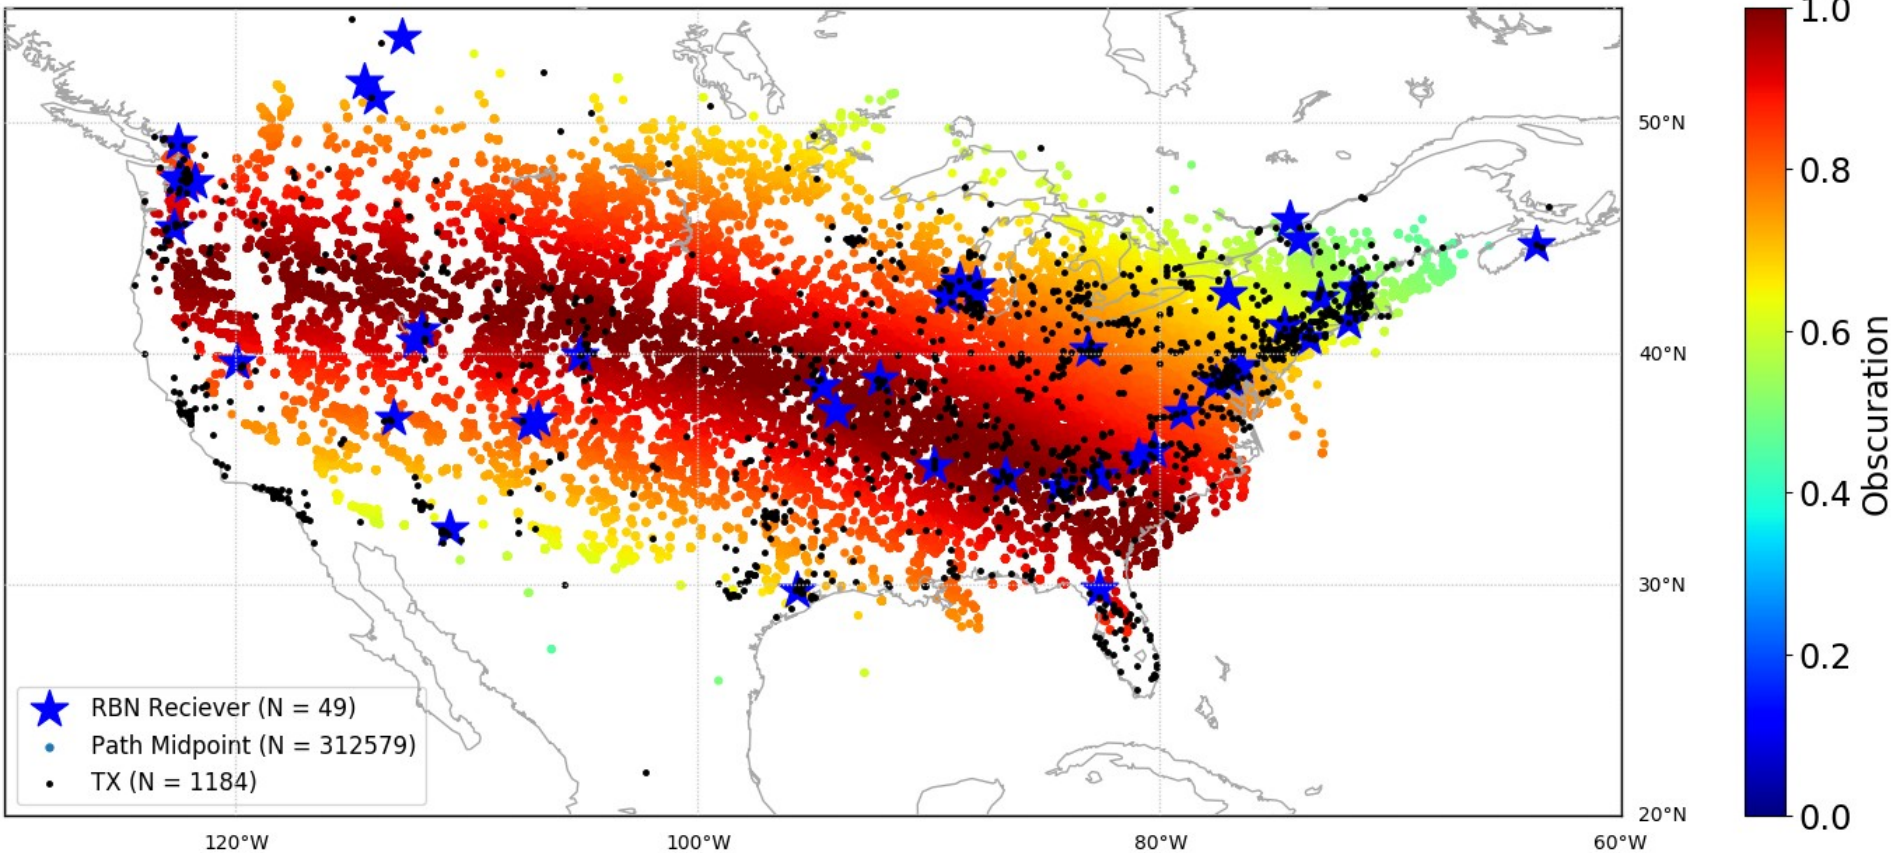 1.0
50°N
0.8
40°N
0.6
Obscuration
0.4
30°N
RBN Reciever (N = 49)
Path Midpoint (N = 312579)
TX (N = 1184)
0.2
20°N
0.0
120°W
100°W
80°W
60°W